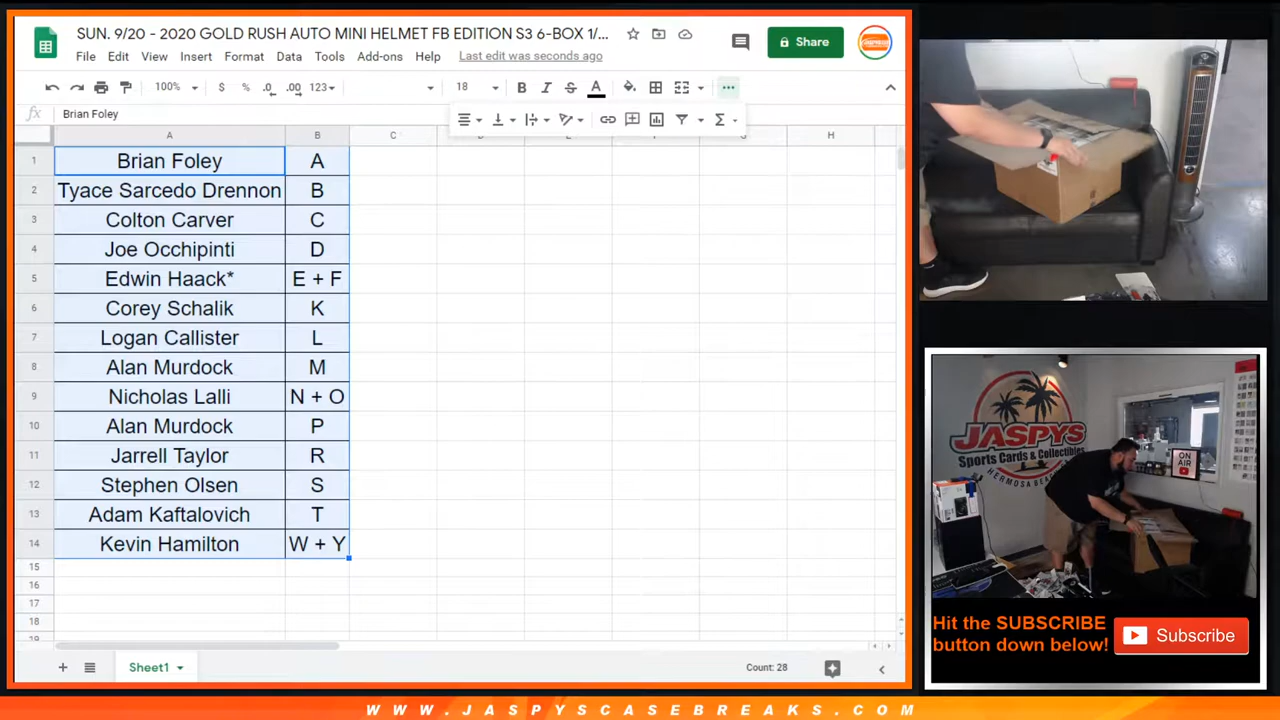 SUN. 9/20 - 2020 GOLD RUSH AUTO MINI HELMET FB EDITION S3 6-BOX 1/...
File Edit View Insert Format Data Tools Add-ons Help Last edit was seconds ago
Share
100% $ % .0 .00 123 18 B I S A
fx Brian Foley
A B C H
1 Brian Foley A
2 Tyace Sarcedo Drennon B
3 Colton Carver C
4 Joe Occhipinti D
5 Edwin Haack* E + F
6 Corey Schalik K
7 Logan Callister L
8 Alan Murdock M
9 Nicholas Lalli N + O
10 Alan Murdock P
11 Jarrell Taylor R
12 Stephen Olsen S
13 Adam Kaftalovich T
14 Kevin Hamilton W + Y
15
16
17
18
19
Sheet1
Count: 28
JASPYS
Sports Cards & Collectibles
HERMOSA BEACH
ON
AIR
Hit the SUBSCRIBE
button down below!
Subscribe
WWW.JASPYSCASEBREAKS.COM